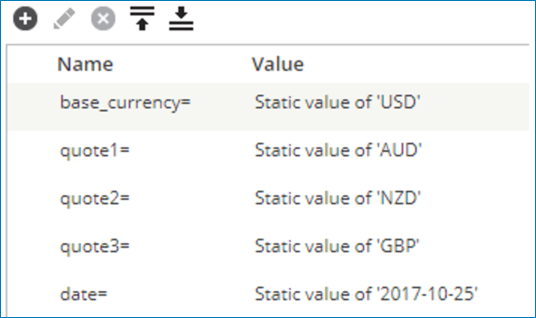 Name Value
base_currency= Static value of 'USD'
quote1= Static value of 'AUD'
quote2= Static value of 'NZD'
quote3= Static value of 'GBP'
date= Static value of '2017-10-25'